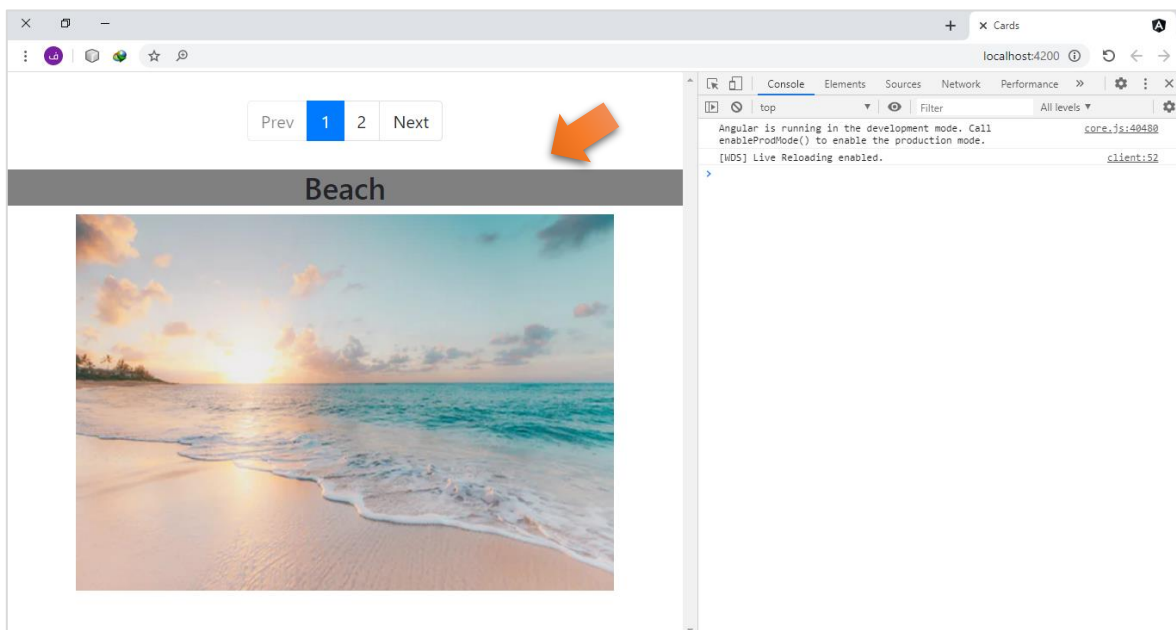 Cards
localhost:4200
ف
Prev 1 2 Next
Beach
Console Elements Sources Network Performance »
top Filter All levels
Angular is running in the development mode. Call core.js:40480
enableProdMode() to enable the production mode.
[WDS] Live Reloading enabled. client:52